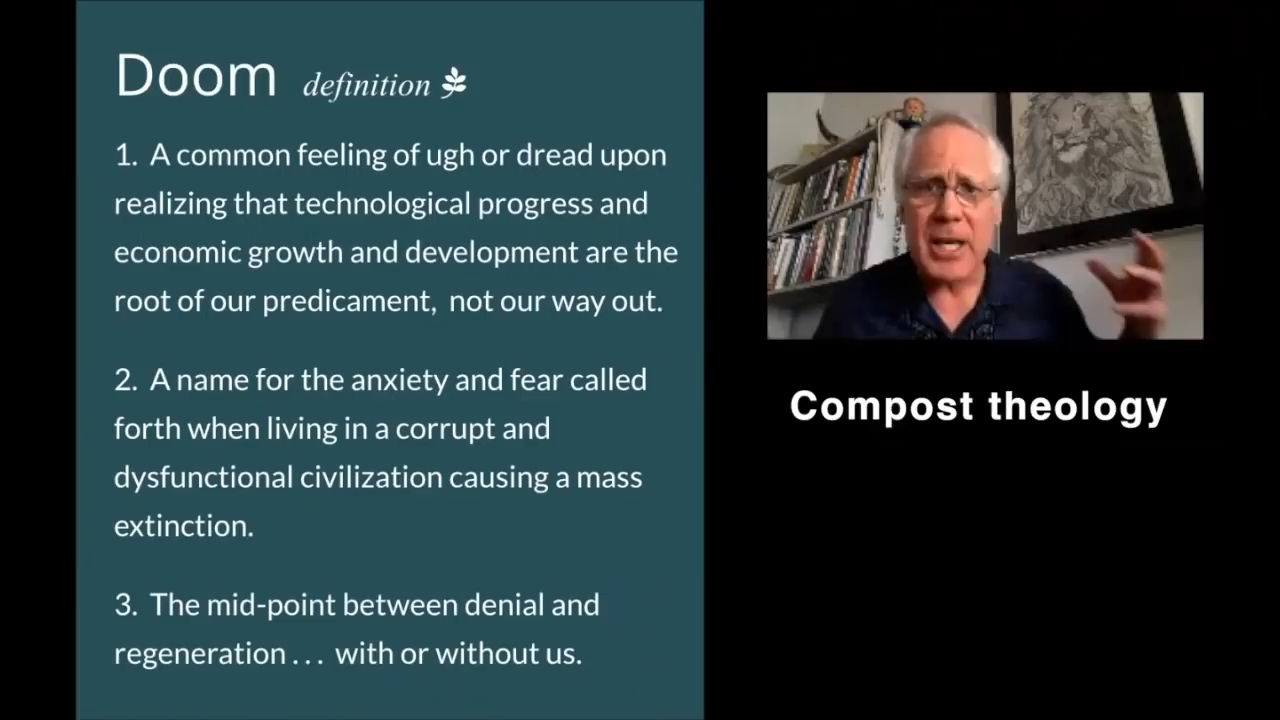 Doom definition
1. A common feeling of ugh or dread upon
realizing that technological progress and
economic growth and development are the
root of our predicament, not our way out.
2. A name for the anxiety and fear called
forth when living in a corrupt and
dysfunctional civilization causing a mass
extinction.
3. The mid-point between denial and
regeneration . . . with or without us.
Compost theology